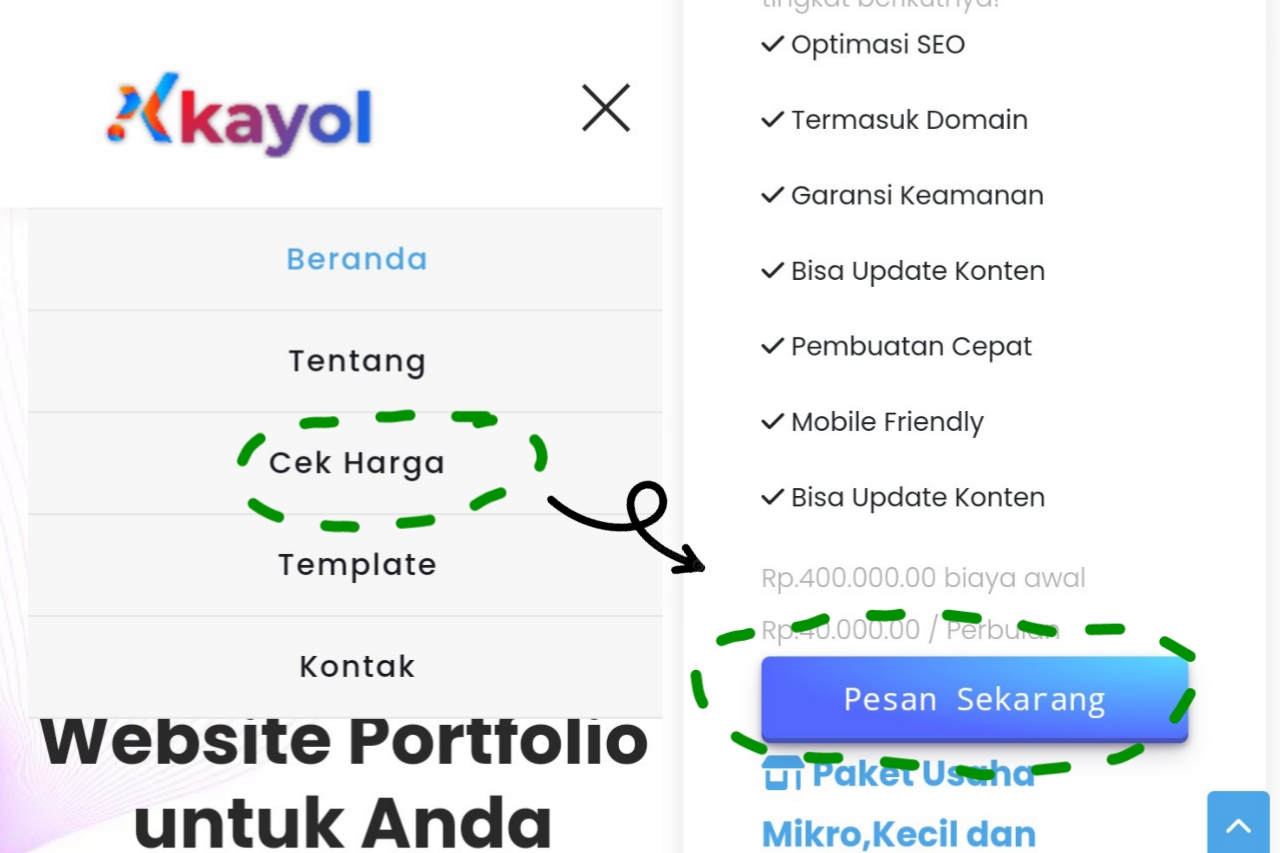 kayol
Beranda
Tentang
Cek Harga
Template
Kontak
Website Portfolio
untuk Anda
tingkat berikutnya!
Optimasi SEO
Termasuk Domain
Garansi Keamanan
Bisa Update Konten
Pembuatan Cepat
Mobile Friendly
Bisa Update Konten
Rp.400.000.00 biaya awal
Rp.40.000.00 / Perbulan
Pesan Sekarang
Paket Usaha
Mikro,Kecil dan